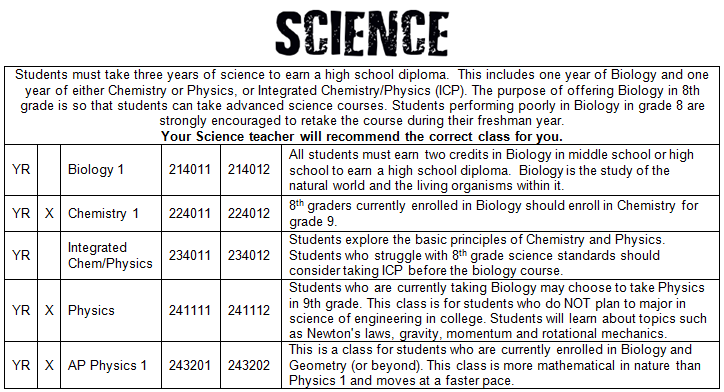 SCIENCE
Students must take three years of science to earn a high school diploma.  This includes one year of Biology and one
year of either Chemistry or Physics, or Integrated Chemistry/Physics (ICP). The purpose of offering Biology in 8th
grade is so that students can take advanced science courses. Students performing poorly in Biology in grade 8 are
strongly encouraged to retake the course during their freshman year.
Your Science teacher will recommend the correct class for you.
YR Biology 1 214011 214012
All students must earn two credits in Biology in middle school or high
school to earn a high school diploma.  Biology is the study of the
natural world and the living organisms within it.
YR X Chemistry 1 224011 224012
8th graders currently enrolled in Biology should enroll in Chemistry for
grade 9.
YR Integrated
Chem/Physics 234011 234012
Students explore the basic principles of Chemistry and Physics.
Students who struggle with 8th grade science standards should
consider taking ICP before the biology course.
YR X Physics 241111 241112
Students who are currently taking Biology may choose to take Physics
in 9th grade. This class is for students who do NOT plan to major in
science of engineering in college. Students will learn about topics such
as Newton's laws, gravity, momentum and rotational mechanics.
YR X AP Physics 1 243201 243202
This is a class for students who are currently enrolled in Biology and
Geometry (or beyond). This class is more mathematical in nature than
Physics 1 and moves at a faster pace.